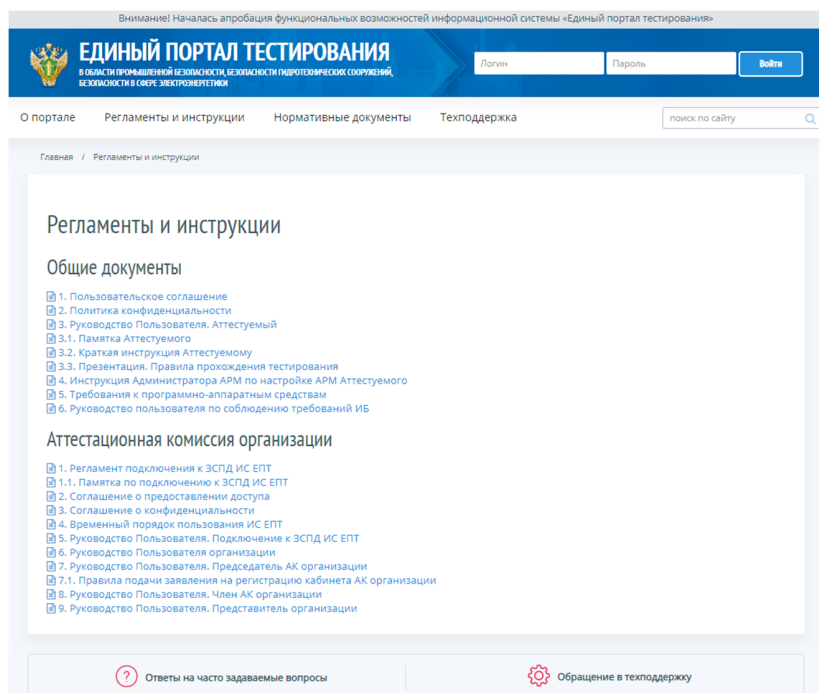 Внимание! Началась апробация функциональных возможностей информационной системы «Единый портал тестирования»
ЕДИНЫЙ ПОРТАЛ ТЕСТИРОВАНИЯ
В ОБЛАСТИ ПРОМЫШЛЕННОЙ БЕЗОПАСНОСТИ, БЕЗОПАСНОСТИ ГИДРОТЕХНИЧЕСКИХ СООРУЖЕНИЙ,
БЕЗОПАСНОСТИ В СФЕРЕ ЭЛЕКТРОЭНЕРГЕТИКИ
Логин
Пароль
Войти
О портале
Регламенты и инструкции
Нормативные документы
Техподдержка
поиск по сайту
Главная / Регламенты и инструкции
Регламенты и инструкции
Общие документы
1. Пользовательское соглашение
2. Политика конфиденциальности
3. Руководство Пользователя. Аттестуемый
3.1. Памятка Аттестуемого
3.2. Краткая инструкция Аттестуемому
3.3. Презентация. Правила прохождения тестирования
4. Инструкция Администратора АРМ по настройке АРМ Аттестуемого
5. Требования к программно-аппаратным средствам
6. Руководство пользователя по соблюдению требований ИБ
Аттестационная комиссия организации
1. Регламент подключения к ЗСПД ИС ЕПТ
1.1. Памятка по подключению к ЗСПД ИС ЕПТ
2. Соглашение о предоставлении доступа
3. Соглашение о конфиденциальности
4. Временный порядок пользования ИС ЕПТ
5. Руководство Пользователя. Подключение к ЗСПД ИС ЕПТ
6. Руководство Пользователя организации
7. Руководство Пользователя. Председатель АК организации
7.1. Правила подачи заявления на регистрацию кабинета АК организации
8. Руководство Пользователя. Член АК организации
9. Руководство Пользователя. Представитель организации
Ответы на часто задаваемые вопросы
Обращение в техподдержку